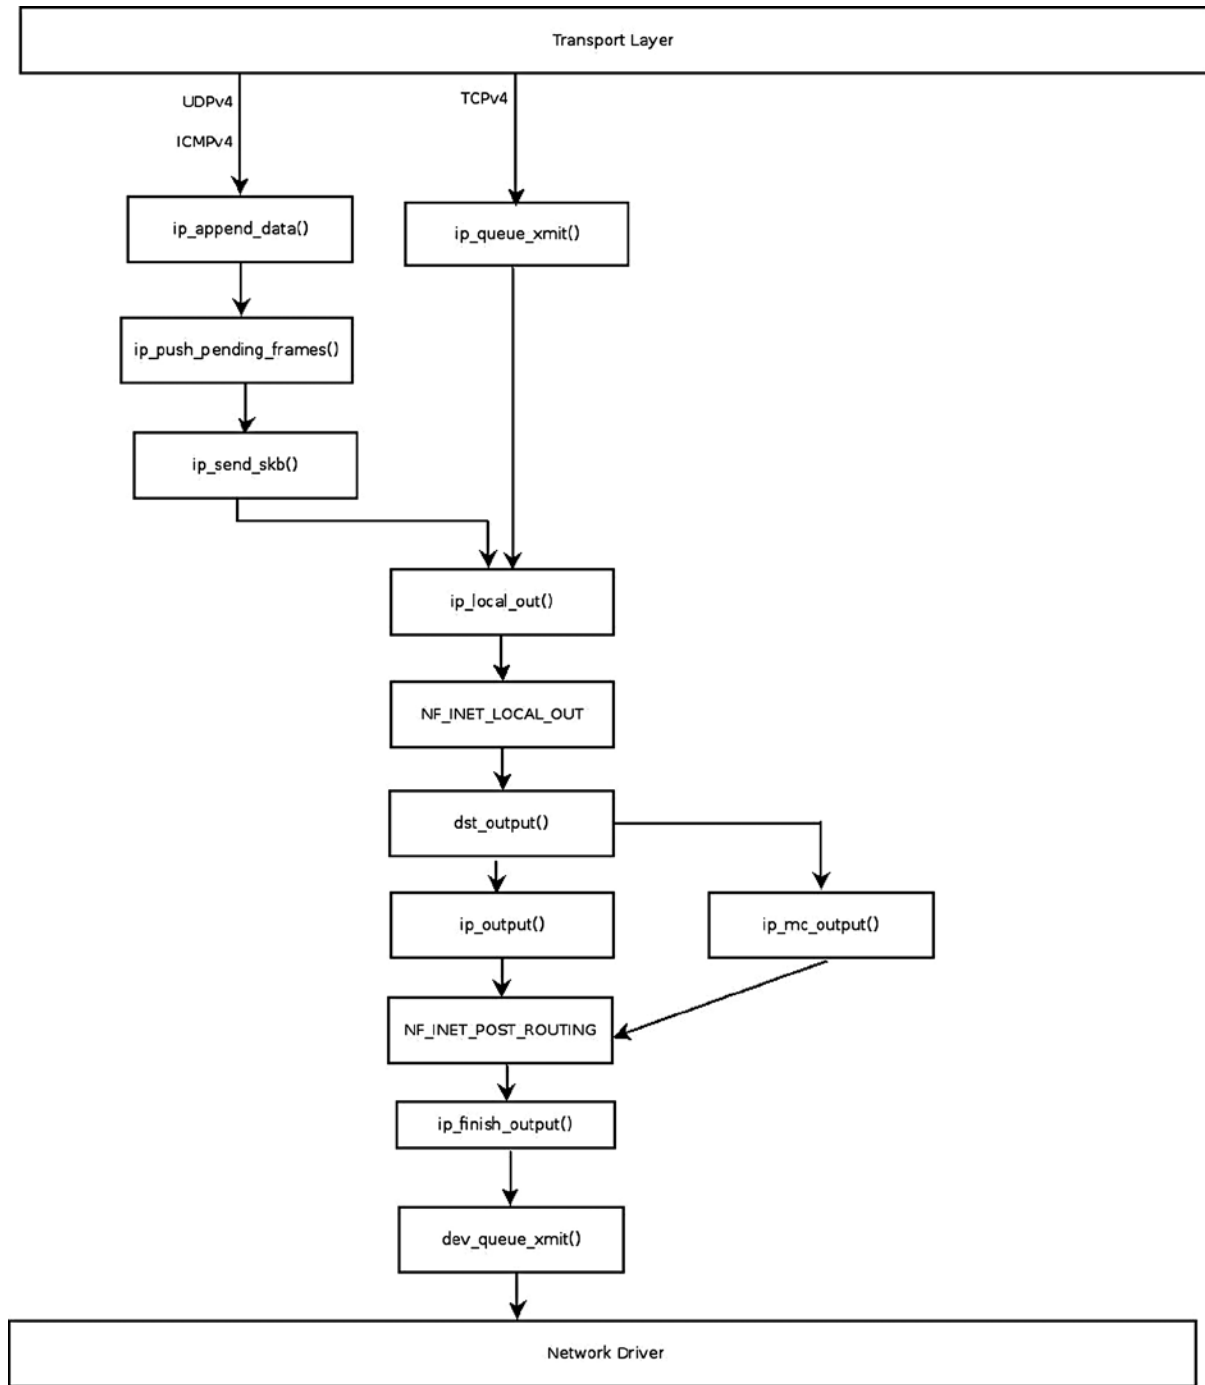 Transport Layer
UDPv4
TCPv4
ICMPv4
ip_append_data()
ip_queue_xmit()
ip_push_pending_frames()
ip_send_skb()
ip_local_out()
NF_INET_LOCAL_OUT
dst_output()
ip_output()
ip_mc_output()
NF_INET_POST_ROUTING
ip_finish_output()
dev_queue_xmit()
Network Driver